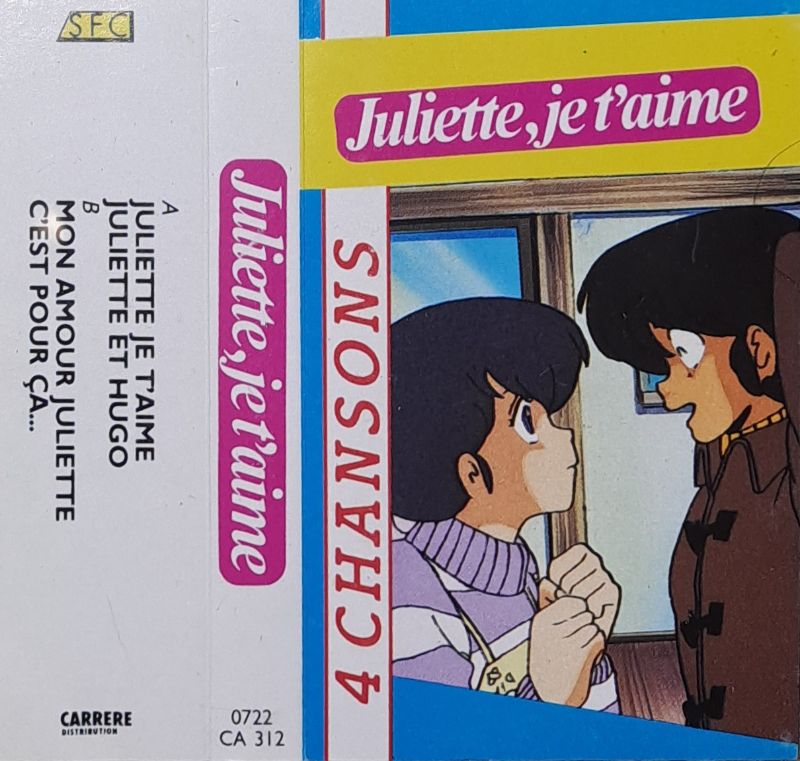 SFC
A
JULIETTE JE T'AIME
JULIETTE ET HUGO
B
MON AMOUR JULIETTE
C'EST POUR ÇA...
CARRERE
DISTRIBUTION
Juliette, je t'aime
0722
CA 312
4 CHANSONS
Juliette, je t'aime